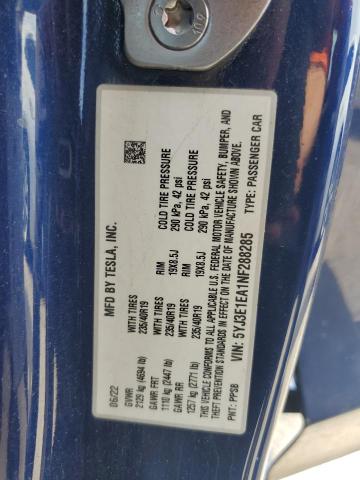 MFD BY TESLA, INC.
06/22
GVWR
2129 kg (4694 lb)
GAWR FRT
1110 kg (2447 lb)
WITH TIRES
235/40R19
RIM
19X8.5J
COLD TIRE PRESSURE
290 kPa, 42 psi
GAWR RR
1257 kg (2771 lb)
WITH TIRES
235/40R19
RIM
19X8.5J
COLD TIRE PRESSURE
290 kPa, 42 psi
THIS VEHICLE CONFORMS TO ALL APPLICABLE U.S. FEDERAL MOTOR VEHICLE SAFETY, BUMPER, AND
THEFT PREVENTION STANDARDS IN EFFECT ON THE DATE OF MANUFACTURE SHOWN ABOVE.
VIN: 5YJ3E1EA1NF288285
TYPE: PASSENGER CAR
PNT: PPSB
10.9